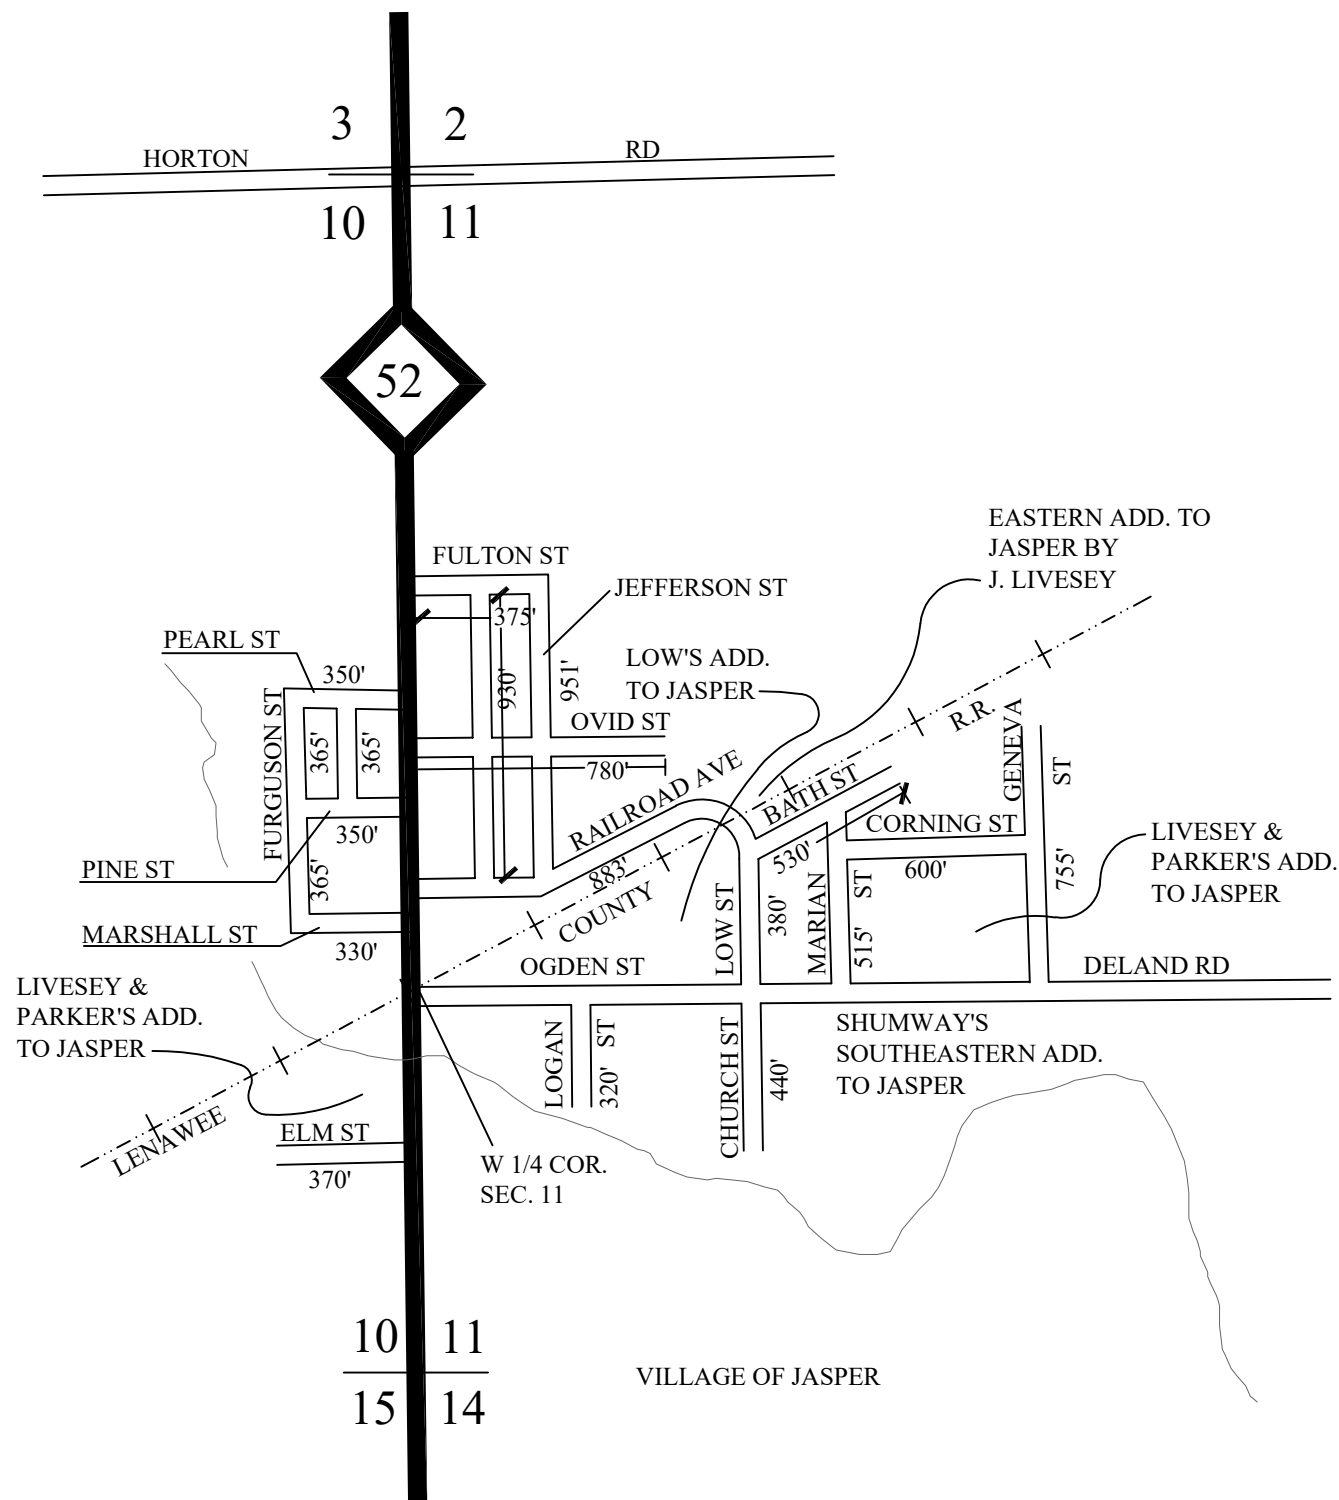 3
2
HORTON
RD
10
11
52
EASTERN ADD. TO
JASPER BY
J. LIVESEY
FULTON ST
JEFFERSON ST
375'
PEARL ST
350'
LOW'S ADD.
TO JASPER
930'
951'
OVID ST
FURGUSON ST
365'
365'
780'
RAILROAD AVE
R.R.
GENEVA
ST
BATH ST
350'
CORNING ST
LIVESEY &
PARKER'S ADD.
TO JASPER
PINE ST
365'
883'
530'
600'
755'
COUNTY
MARSHALL ST
330'
LOW ST
380'
MARIAN
ST
515'
OGDEN ST
DELAND RD
LIVESEY &
PARKER'S ADD.
TO JASPER
LOGAN
ST
320'
CHURCH ST
440'
SHUMWAY'S
SOUTHEASTERN ADD.
TO JASPER
LENAWEE
ELM ST
370'
W 1/4 COR.
SEC. 11
10
11
15
14
VILLAGE OF JASPER